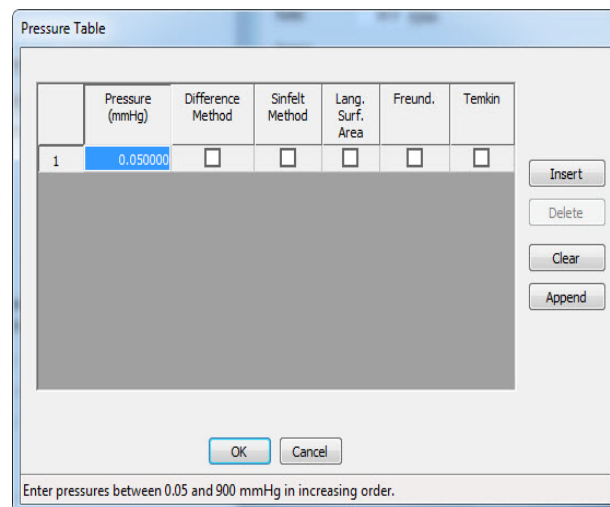 Pressure Table
Pressure (mmHg)
Difference Method
Sinfelt Method
Lang. Surf. Area
Freund.
Temkin
1
0.050000
Insert
Delete
Clear
Append
OK
Cancel
Enter pressures between 0.05 and 900 mmHg in increasing order.